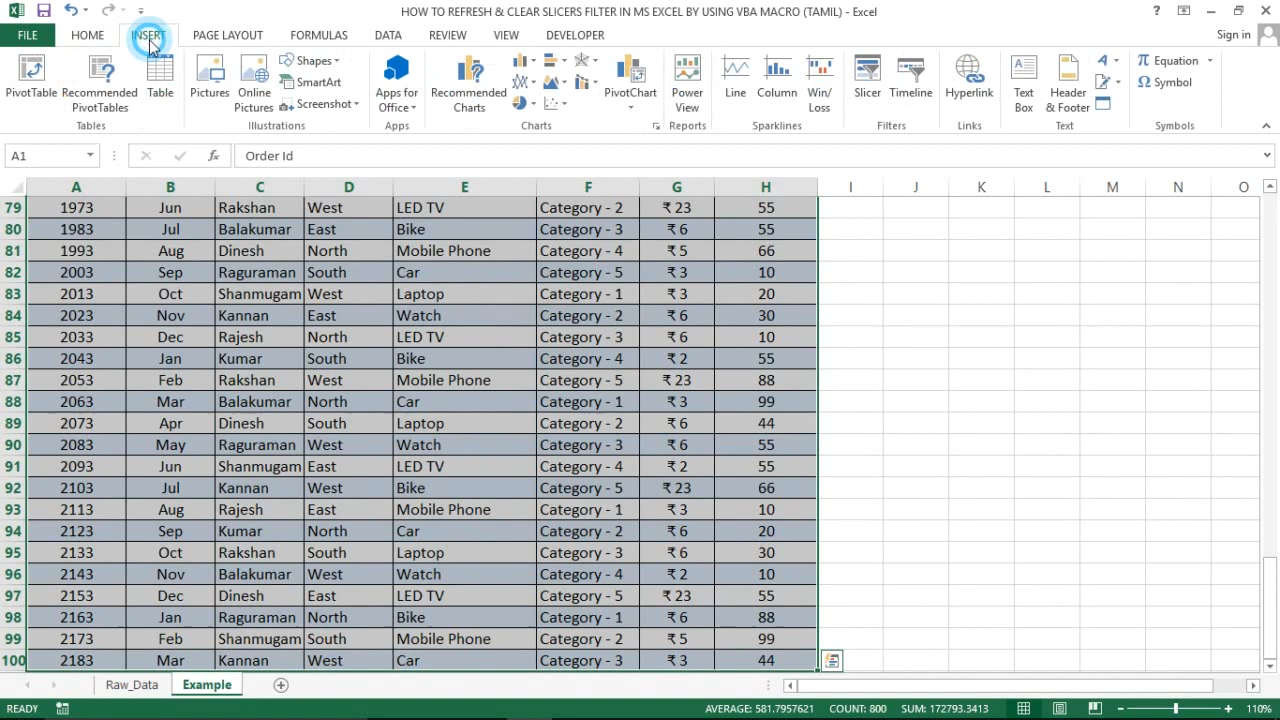 HOW TO REFRESH & CLEAR SLICERS FILTER IN MS EXCEL BY USING VBA MACRO (TAMIL) - Excel
?
FILE HOME INSERT PAGE LAYOUT FORMULAS DATA REVIEW VIEW DEVELOPER Sign in
PivotTable Recommended PivotTables Table Pictures Online Pictures Shapes SmartArt Screenshot Apps for Office Recommended Charts PivotChart Power View Line Column Win/Loss Slicer Timeline Hyperlink Text Box Header & Footer Equation Symbol
Tables Illustrations Apps Charts Reports Sparklines Filters Links Text Symbols
A1 fx Order Id
A B C D E F G H I J K L M N O
79 1973 Jun Rakshan West LED TV Category - 2 ₹ 23 55
80 1983 Jul Balakumar East Bike Category - 3 ₹ 6 55
81 1993 Aug Dinesh North Mobile Phone Category - 4 ₹ 5 66
82 2003 Sep Raguraman South Car Category - 5 ₹ 3 10
83 2013 Oct Shanmugam West Laptop Category - 1 ₹ 3 20
84 2023 Nov Kannan East Watch Category - 2 ₹ 6 30
85 2033 Dec Rajesh North LED TV Category - 3 ₹ 6 10
86 2043 Jan Kumar South Bike Category - 4 ₹ 2 55
87 2053 Feb Rakshan West Mobile Phone Category - 5 ₹ 23 88
88 2063 Mar Balakumar North Car Category - 1 ₹ 3 99
89 2073 Apr Dinesh South Laptop Category - 2 ₹ 6 44
90 2083 May Raguraman West Watch Category - 3 ₹ 6 55
91 2093 Jun Shanmugam East LED TV Category - 4 ₹ 2 55
92 2103 Jul Kannan West Bike Category - 5 ₹ 23 66
93 2113 Aug Rajesh East Mobile Phone Category - 1 ₹ 3 10
94 2123 Sep Kumar North Car Category - 2 ₹ 6 20
95 2133 Oct Rakshan South Laptop Category - 3 ₹ 6 30
96 2143 Nov Balakumar West Watch Category - 4 ₹ 2 10
97 2153 Dec Dinesh East LED TV Category - 5 ₹ 23 55
98 2163 Jan Raguraman North Bike Category - 1 ₹ 6 88
99 2173 Feb Shanmugam South Mobile Phone Category - 2 ₹ 5 99
100 2183 Mar Kannan West Car Category - 3 ₹ 3 44
Raw_Data Example
READY AVERAGE: 581.7957621 COUNT: 800 SUM: 172793.3413 110%